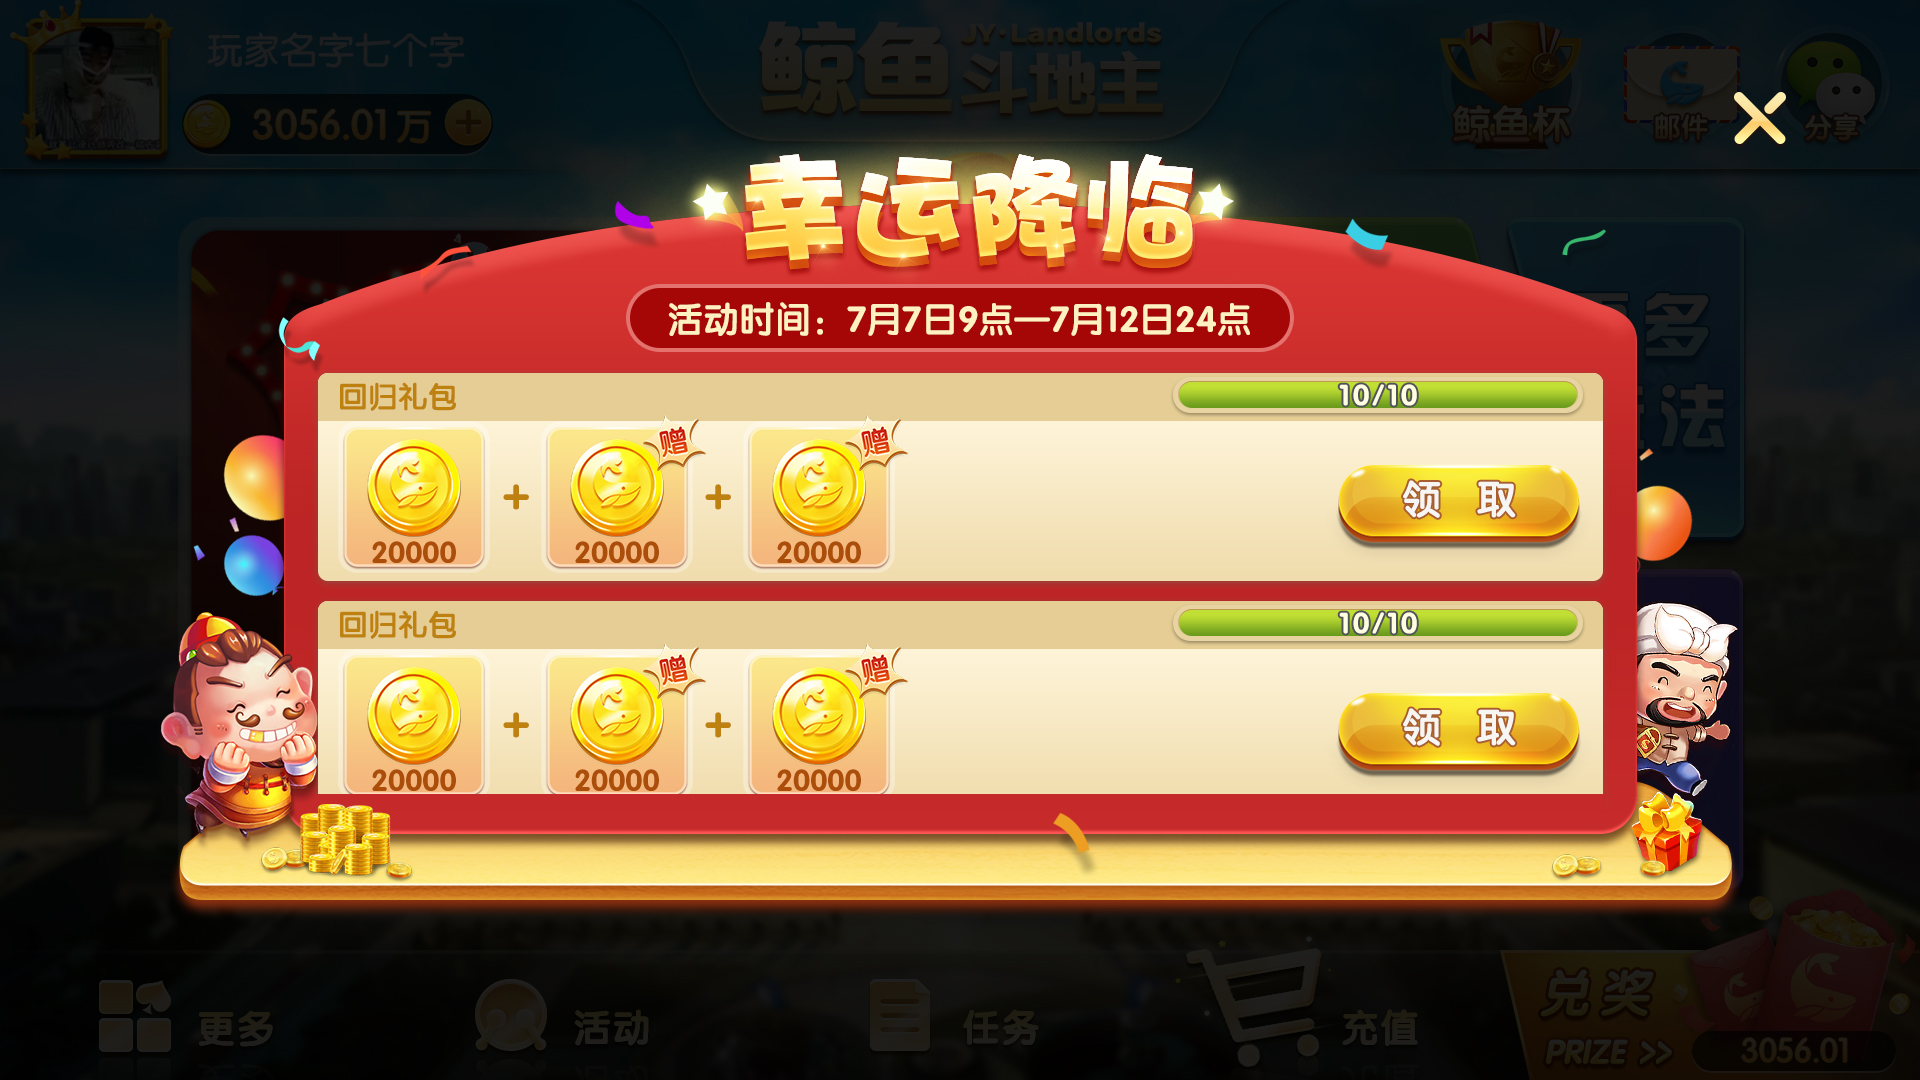 玩家名字七个字
3056.01万
JY-Landlords
鲸鱼斗地主
鲸鱼杯
邮件
分享
幸运降临
活动时间：7月7日9点—7月12日24点
回归礼包
10/10
20000
+
赠
20000
+
赠
20000
领 取
回归礼包
10/10
20000
+
赠
20000
+
赠
20000
领 取
多
法
更多
活动
任务
充值
兑奖
PRIZE >>
3056.01